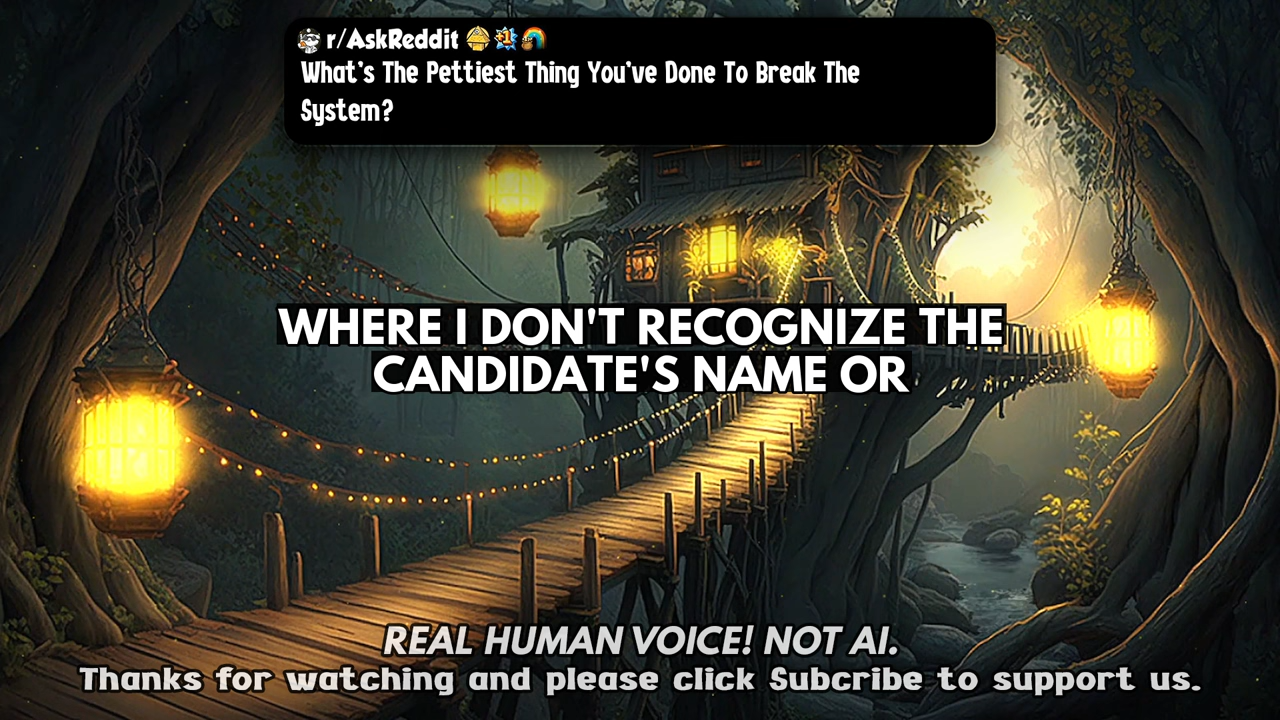 r/AskReddit
What's The Pettiest Thing You've Done To Break The
System?
WHERE I DON'T RECOGNIZE THE
CANDIDATE'S NAME OR
REAL HUMAN VOICE! NOT AI.
Thanks for watching and please click Subcribe to support us.